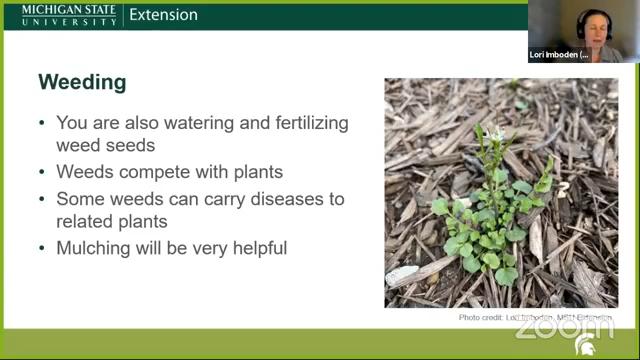 MICHIGAN STATE
UNIVERSITY
Extension
Lori Imboden (...
Weeding
• You are also watering and fertilizing
weed seeds
• Weeds compete with plants
• Some weeds can carry diseases to
related plants
• Mulching will be very helpful
Photo credit: Lori Imboden, MSU Extension
zoom